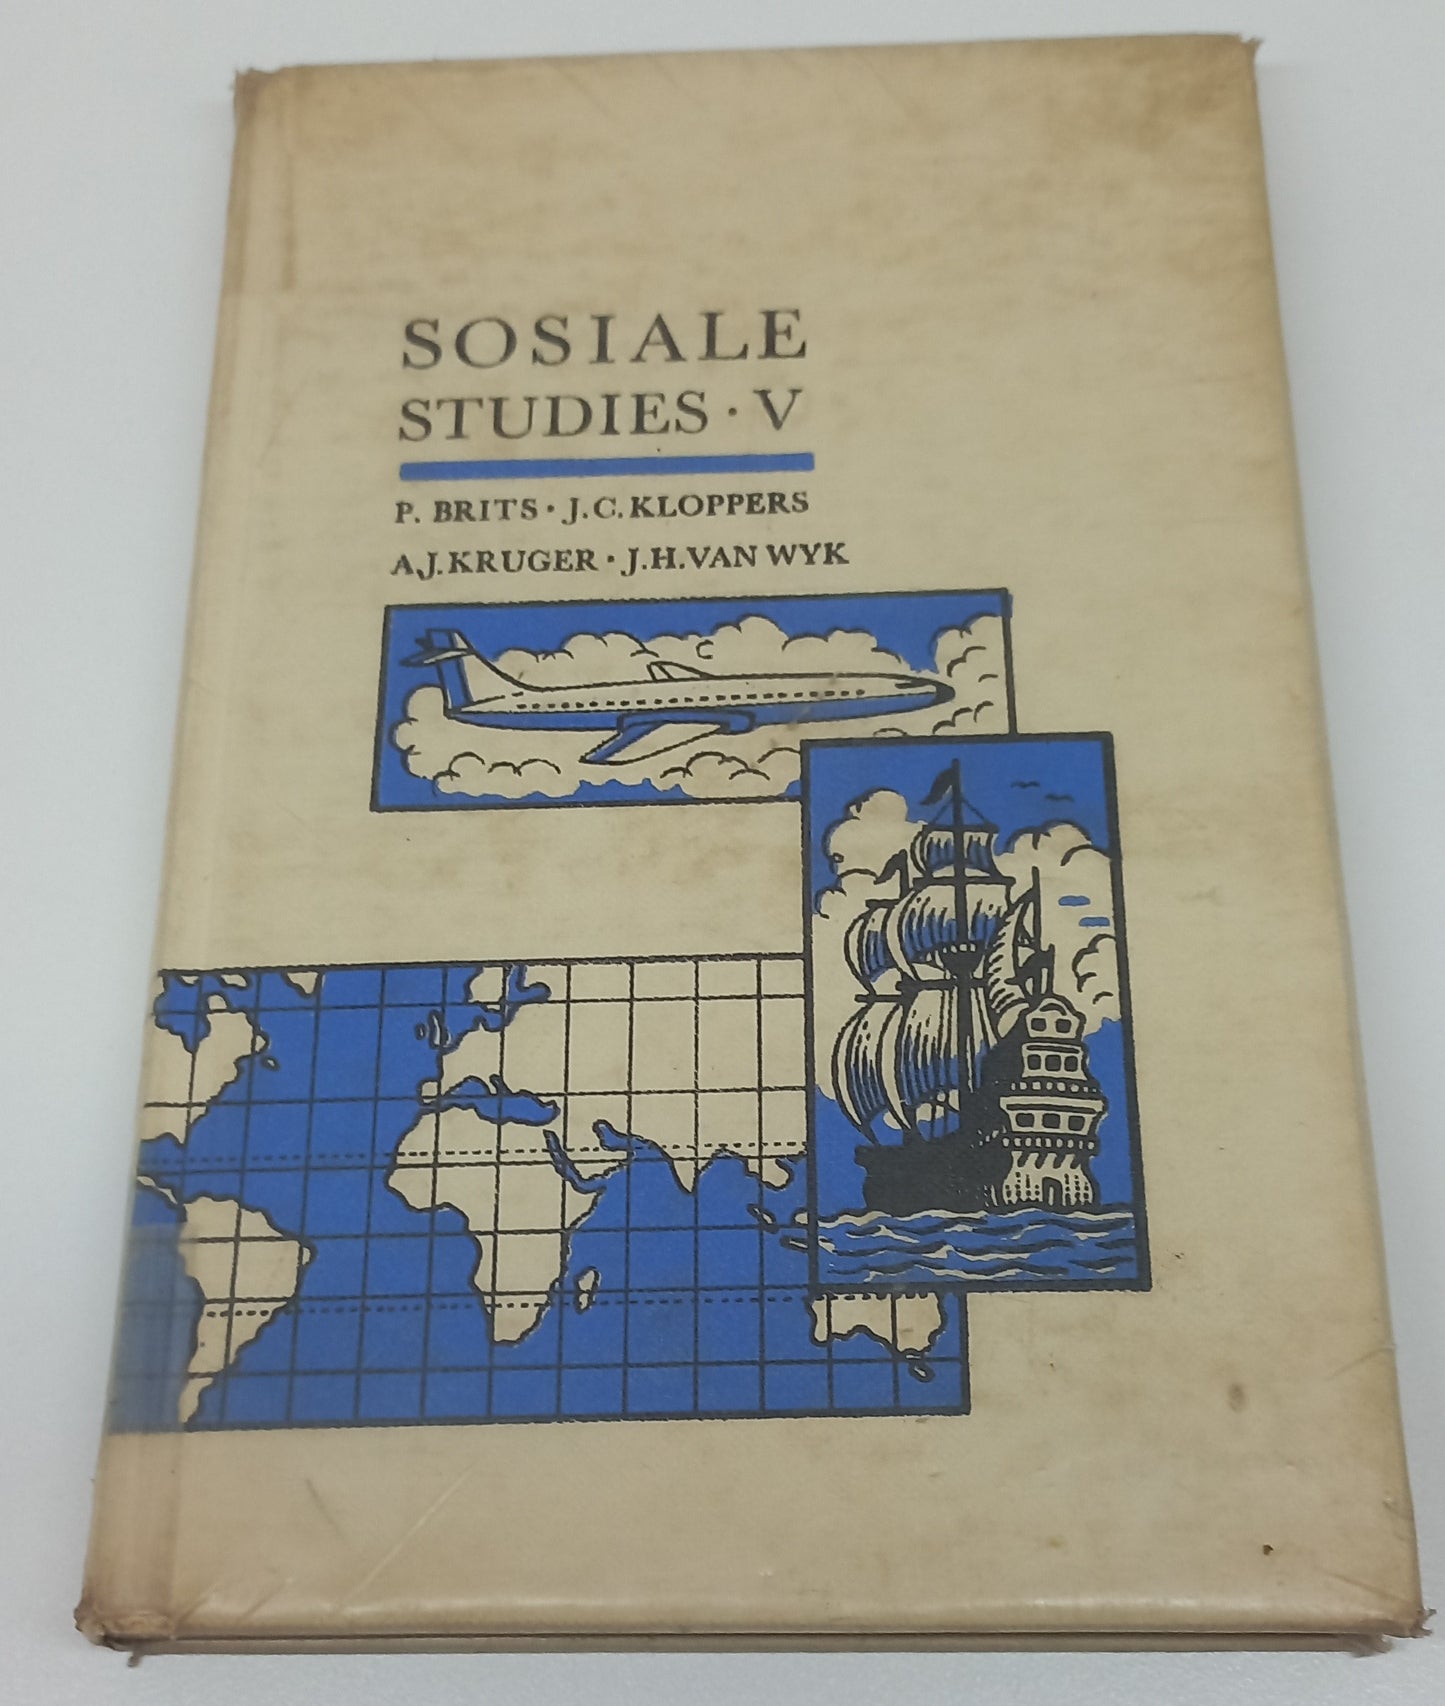 SOSIALE
STUDIES · V
P. BRITS · J.C. KLOPPERS
A.J. KRUGER · J.H. VAN WYK